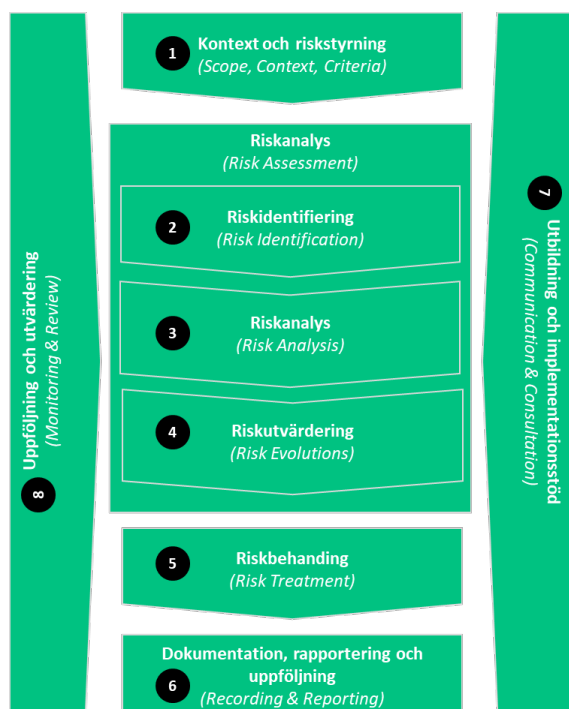 1
Kontext och riskstyrning
(Scope, Context, Criteria)
Riskanalys
(Risk Assessment)
2
Riskidentifiering
(Risk Identification)
3
Riskanalys
(Risk Analysis)
4
Riskutvärdering
(Risk Evolutions)
5
Riskbehanding
(Risk Treatment)
6
Dokumentation, rapportering och
uppföljning
(Recording & Reporting)
7
Utbildning och implementationsstöd
(Communication & Consultation)
8
Uppföljning och utvärdering
(Monitoring & Review)